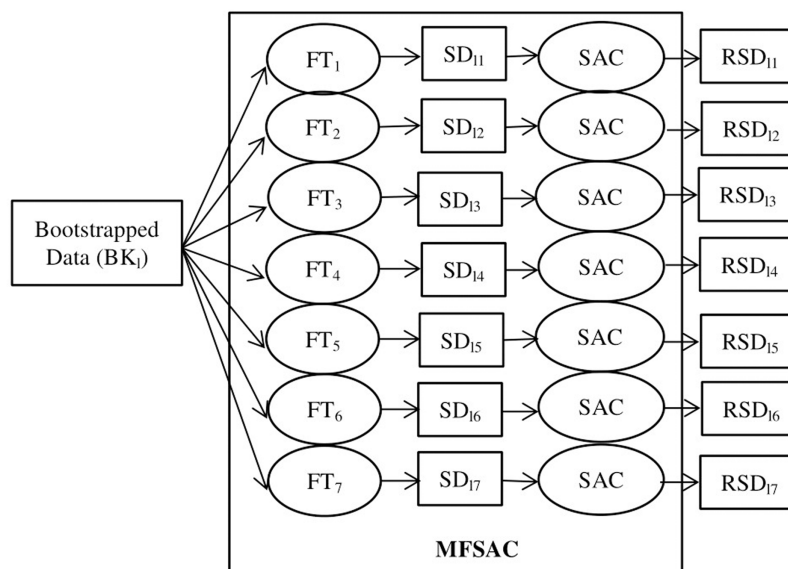 FT₁ SDₗ₁ SAC RSDₗ₁
FT₂ SDₗ₂ SAC RSDₗ₂
FT₃ SDₗ₃ SAC RSDₗ₃
Bootstrapped
Data (BKₗ)
FT₄ SDₗ₄ SAC RSDₗ₄
FT₅ SDₗ₅ SAC RSDₗ₅
FT₆ SDₗ₆ SAC RSDₗ₆
FT₇ SDₗ₇ SAC RSDₗ₇
MFSAC